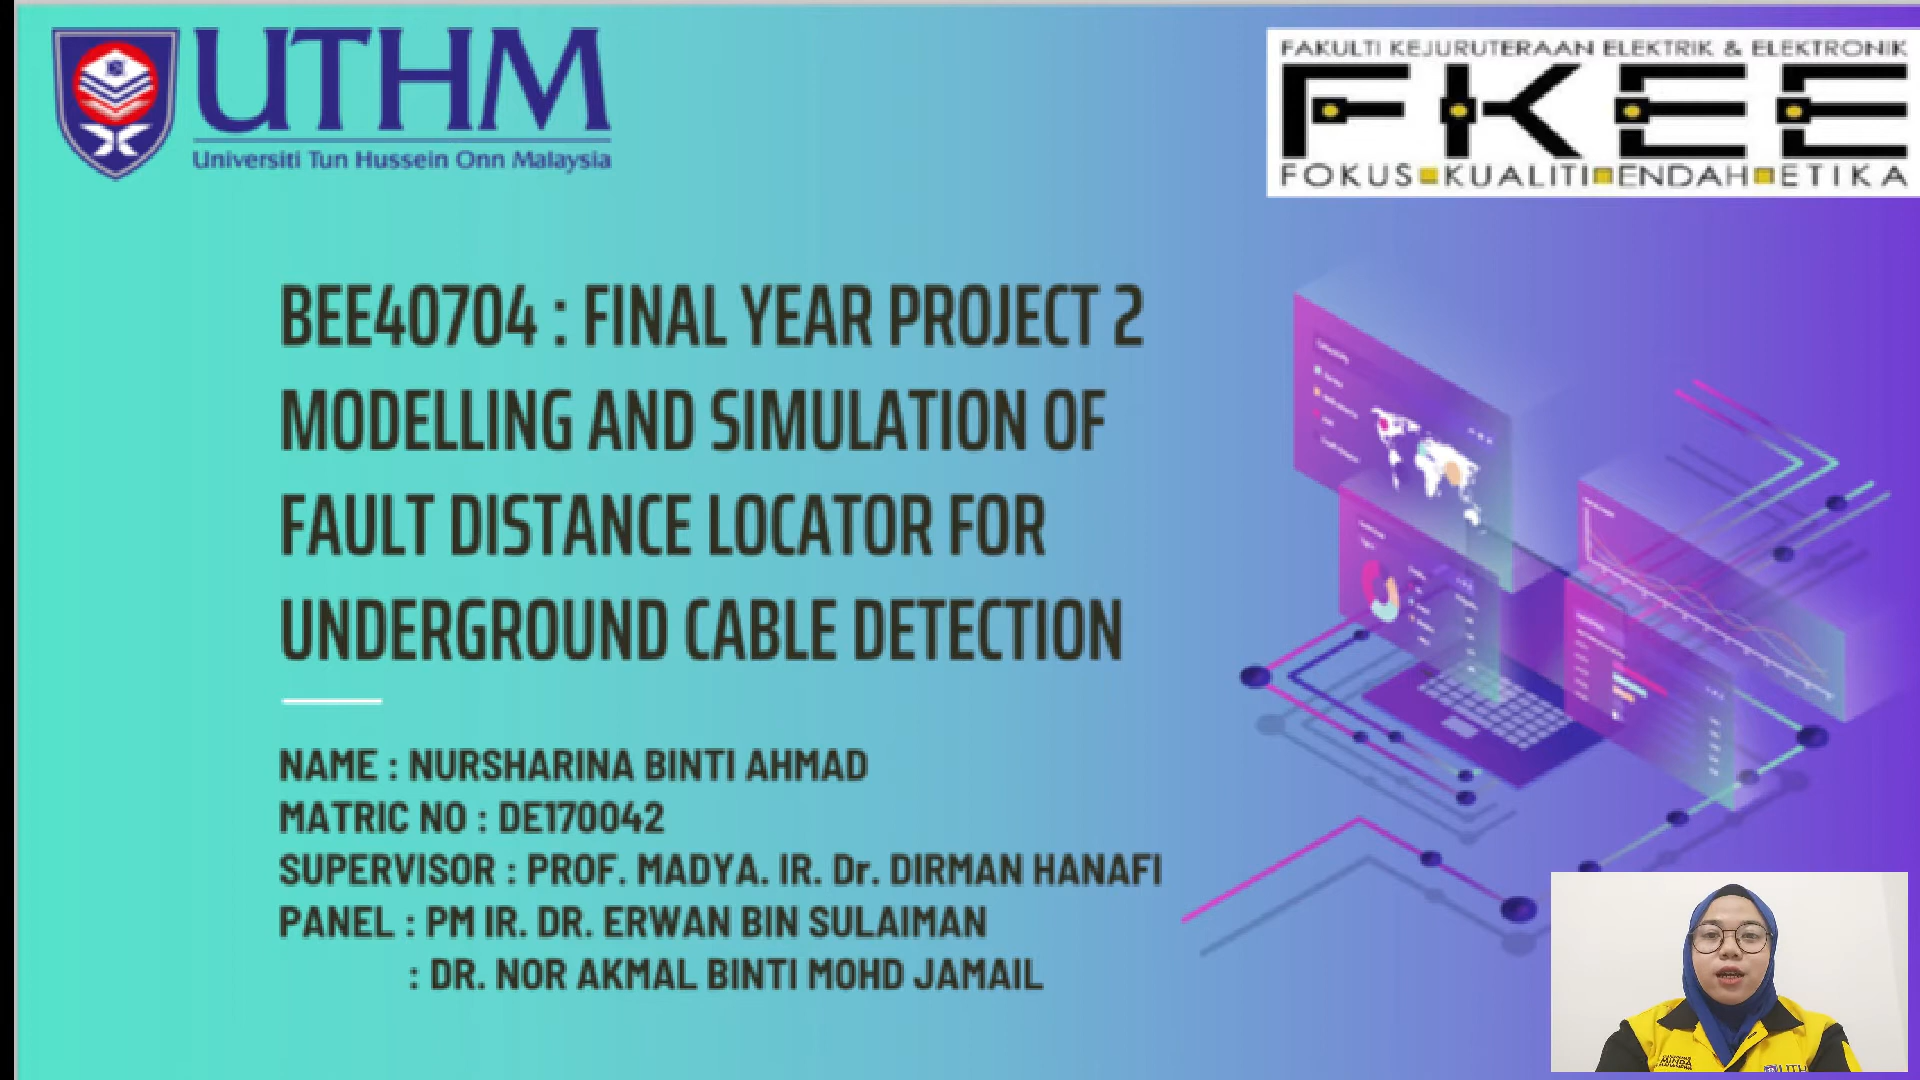 UTHM
Universiti Tun Hussein Onn Malaysia
FAKULTI KEJURUTERAAN ELEKTRIK & ELEKTRONIK
FKEE
FOKUS KUALITI ENDAH ETIKA
BEE40704 : FINAL YEAR PROJECT 2
MODELLING AND SIMULATION OF
FAULT DISTANCE LOCATOR FOR
UNDERGROUND CABLE DETECTION
NAME : NURSHARINA BINTI AHMAD
MATRIC NO : DE170042
SUPERVISOR : PROF. MADYA. IR. Dr. DIRMAN HANAFI
PANEL : PM IR. DR. ERWAN BIN SULAIMAN
: DR. NOR AKMAL BINTI MOHD JAMAIL
MINDA
UTHM